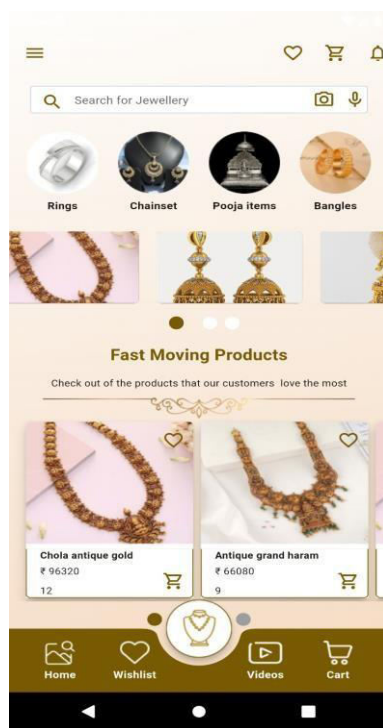 Search for Jewellery
Rings Chainset Pooja items Bangles
Fast Moving Products
Check out of the products that our customers love the most
Chola antique gold
₹ 96320
12
Antique grand haram
₹ 66080
9
Home Wishlist Videos Cart